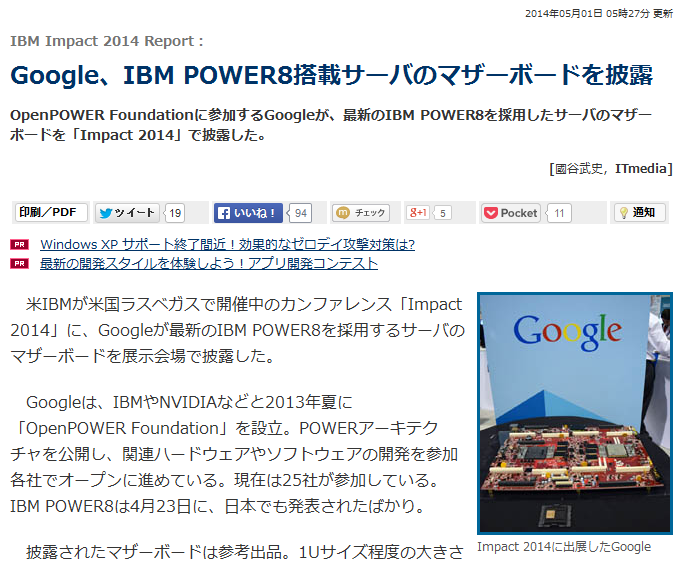 2014年05月01日 05時27分 更新
IBM Impact 2014 Report：
Google、IBM POWER8搭載サーバのマザーボードを披露
OpenPOWER Foundationに参加するGoogleが、最新のIBM POWER8を採用したサーバのマザー
ボードを「Impact 2014」で披露した。
[國谷武史，ITmedia]
印刷／PDF ツイート 19 いいね！ 94 チェック g+1 5 Pocket 11 通知
PR Windows XP サポート終了間近！効果的なゼロデイ攻撃対策は?
PR 最新の開発スタイルを体験しよう！アプリ開発コンテスト
米IBMが米国ラスベガスで開催中のカンファレンス「Impact
2014」に、Googleが最新のIBM POWER8を採用するサーバの
マザーボードを展示会場で披露した。
Googleは、IBMやNVIDIAなどと2013年夏に
「OpenPOWER Foundation」を設立。POWERアーキテク
チャを公開し、関連ハードウェアやソフトウェアの開発を参加
各社でオープンに進めている。現在は25社が参加している。
IBM POWER8は4月23日に、日本でも発表されたばかり。
披露されたマザーボードは参考出品。1Uサイズ程度の大きさ
Google
Impact 2014に出展したGoogle